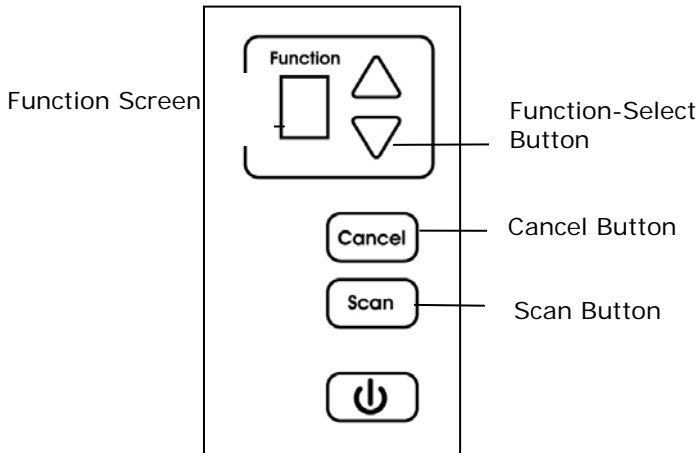 Function
Function Screen
Function-Select
Button
Cancel
Cancel Button
Scan
Scan Button